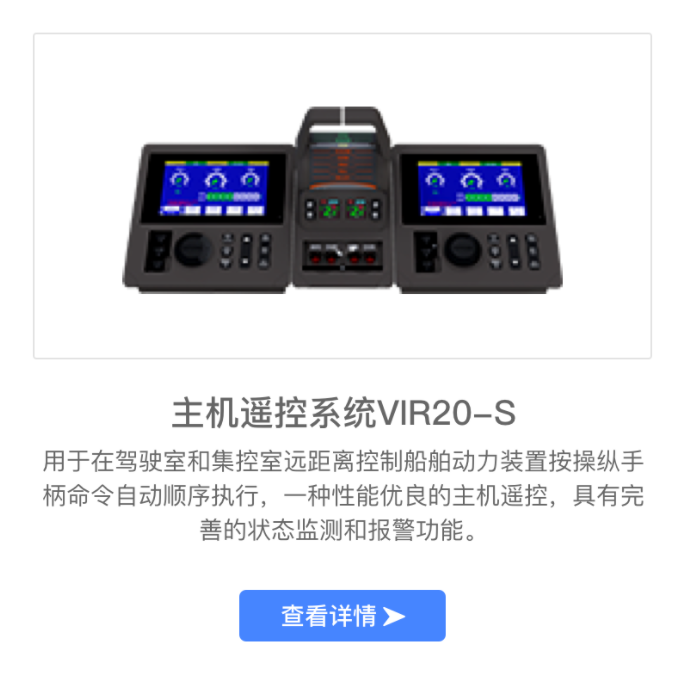 主机遥控系统VIR20-S
用于在驾驶室和集控室远距离控制船舶动力装置按操纵手
柄命令自动顺序执行，一种性能优良的主机遥控，具有完
善的状态监测和报警功能。
查看详情